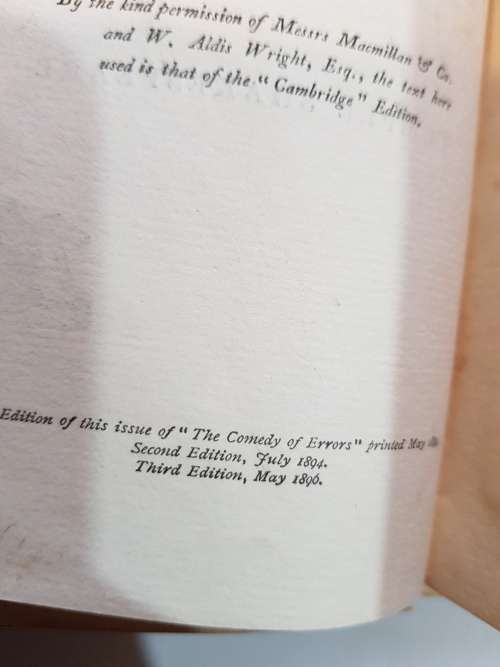 By the kind permission of Messrs Macmillan & Co.
and W. Aldis Wright, Esq., the text here
used is that of the "Cambridge" Edition.
Edition of this issue of "The Comedy of Errors" printed May
Second Edition, July 1894.
Third Edition, May 1896.